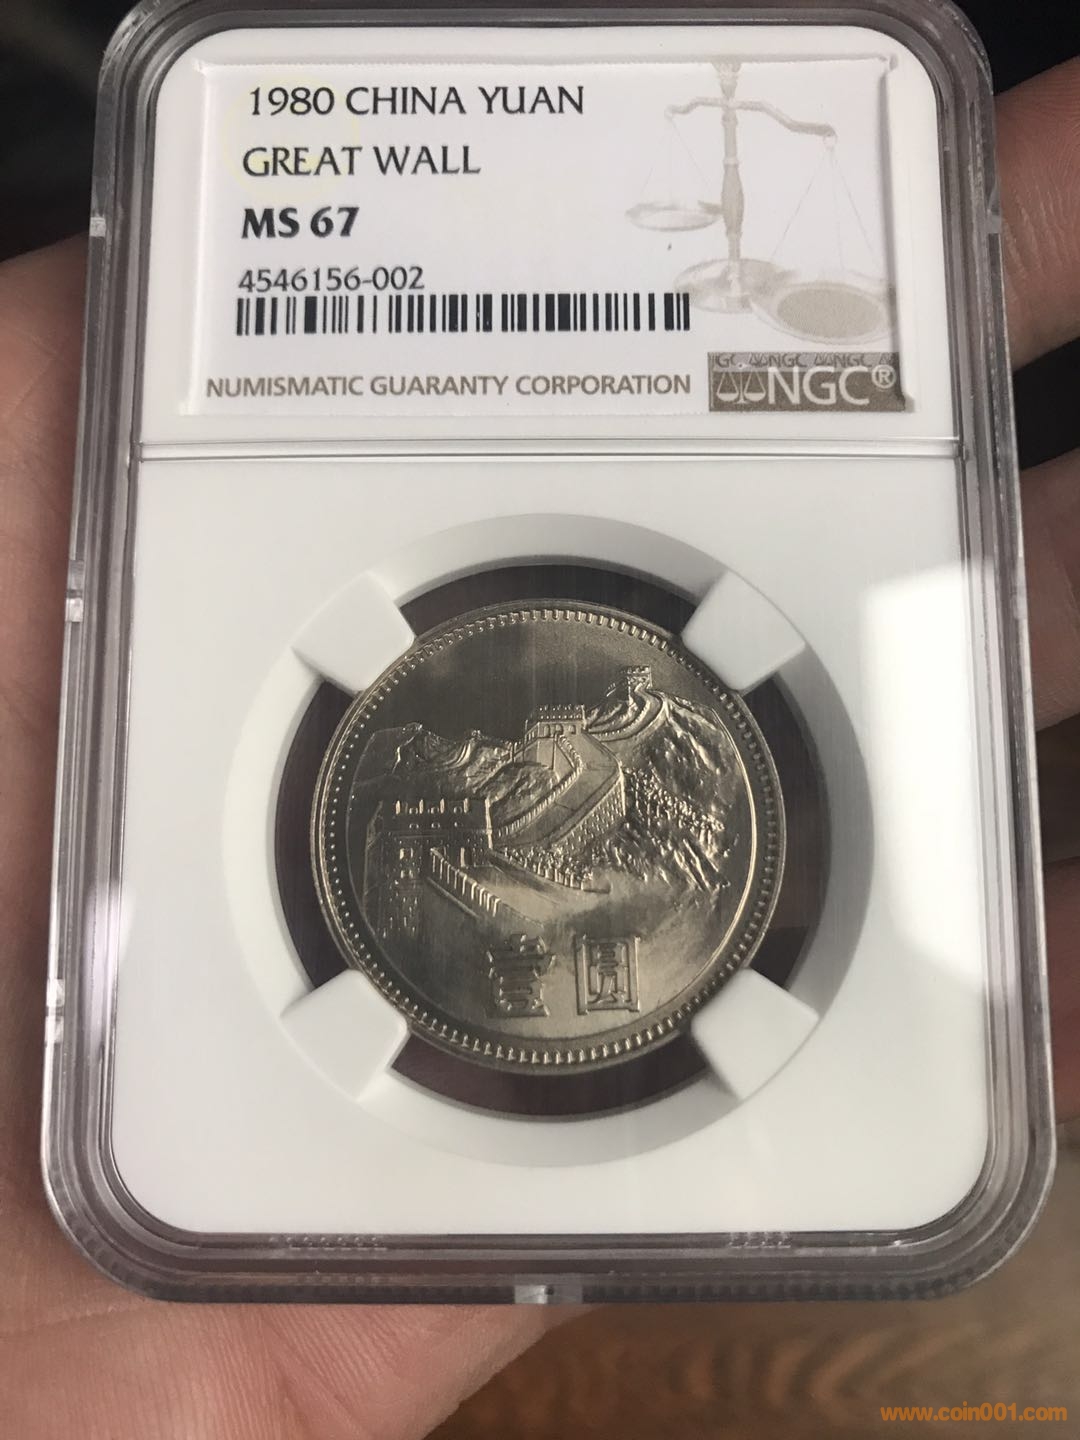 1980 CHINA YUAN
GREAT WALL
MS 67
4546156-002
NUMISMATIC GUARANTY CORPORATION
NGC®
壹圆
www.coin001.com